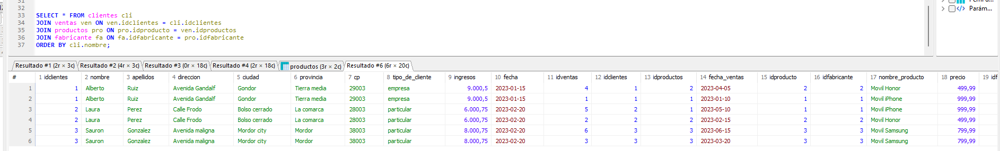 31
32
33 SELECT * FROM clientes cli
34 JOIN ventas ven ON ven.idclientes = cli.idclientes
35 JOIN productos pro ON pro.idproducto = ven.idproductos
36 JOIN fabricante fa ON fa.idfabricante = pro.idfabricante
37 ORDER BY cli.nombre;
Parám...
Resultado #1 (2r × 3c) Resultado #2 (4r × 3c) Resultado #3 (0r × 18c) Resultado #4 (2r × 18c) productos (3r × 2c) Resultado #6 (6r × 20c)
# 1 idclientes 2 nombre 3 apellidos 4 direccion 5 ciudad 6 provincia 7 cp 8 tipo_de_cliente 9 ingresos 10 fecha 11 idventas 12 idclientes 13 idproductos 14 fecha_ventas 15 idproducto 16 idfabricante 17 nombre_producto 18 precio 19 idf
1 1 Alberto Ruiz Avenida Gandalf Gondor Tierra media 29003 empresa 9.000,5 2023-01-15 4 1 2 2023-04-05 2 2 Movil Honor 499,99
2 1 Alberto Ruiz Avenida Gandalf Gondor Tierra media 29003 empresa 9.000,5 2023-01-15 1 1 1 2023-01-10 1 1 Movil iPhone 999,99
3 2 Laura Perez Calle Frodo Bolso cerrado La comarca 28003 particular 6.000,75 2023-02-20 5 2 1 2023-05-10 1 1 Movil iPhone 999,99
4 2 Laura Perez Calle Frodo Bolso cerrado La comarca 28003 particular 6.000,75 2023-02-20 2 2 2 2023-02-15 2 2 Movil Honor 499,99
5 3 Sauron Gonzalez Avenida maligna Mordor city Mordor 38003 particular 8.000,75 2023-02-20 6 3 3 2023-06-15 3 3 Movil Samsung 799,99
6 3 Sauron Gonzalez Avenida maligna Mordor city Mordor 38003 particular 8.000,75 2023-02-20 3 3 3 2023-03-20 3 3 Movil Samsung 799,99